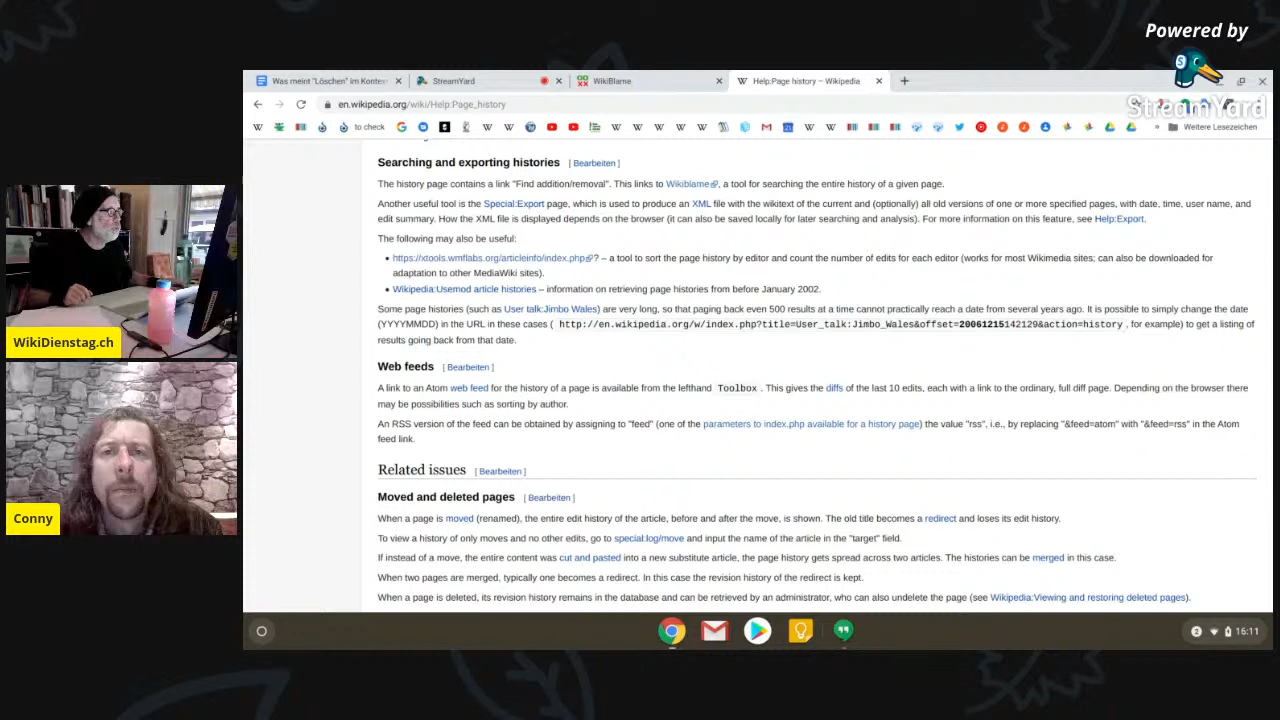 Powered by
StreamYard
Was meint "Löschen" im Kontex
StreamYard
WikiBlame
Help:Page history – Wikipedia
en.wikipedia.org/wiki/Help:Page_history
to check
Weitere Lesezeichen
Searching and exporting histories [ Bearbeiten ]
The history page contains a link "Find addition/removal". This links to Wikiblame, a tool for searching the entire history of a given page.
Another useful tool is the Special:Export page, which is used to produce an XML file with the wikitext of the current and (optionally) all old versions of one or more specified pages, with date, time, user name, and
edit summary. How the XML file is displayed depends on the browser (it can also be saved locally for later searching and analysis). For more information on this feature, see Help:Export.
The following may also be useful:
• https://xtools.wmflabs.org/articleinfo/index.php? – a tool to sort the page history by editor and count the number of edits for each editor (works for most Wikimedia sites; can also be downloaded for
adaptation to other MediaWiki sites).
• Wikipedia:Usemod article histories – information on retrieving page histories from before January 2002.
Some page histories (such as User talk:Jimbo Wales) are very long, so that paging back even 500 results at a time cannot practically reach a date from several years ago. It is possible to simply change the date
(YYYYMMDD) in the URL in these cases ( http://en.wikipedia.org/w/index.php?title=User_talk:Jimbo_Wales&offset=20061215142129&action=history , for example) to get a listing of
results going back from that date.
Web feeds [ Bearbeiten ]
A link to an Atom web feed for the history of a page is available from the lefthand Toolbox . This gives the diffs of the last 10 edits, each with a link to the ordinary, full diff page. Depending on the browser there
may be possibilities such as sorting by author.
An RSS version of the feed can be obtained by assigning to "feed" (one of the parameters to index.php available for a history page) the value "rss", i.e., by replacing "&feed=atom" with "&feed=rss" in the Atom
feed link.
Related issues [ Bearbeiten ]
Moved and deleted pages [ Bearbeiten ]
When a page is moved (renamed), the entire edit history of the article, before and after the move, is shown. The old title becomes a redirect and loses its edit history.
To view a history of only moves and no other edits, go to special:log/move and input the name of the article in the "target" field.
If instead of a move, the entire content was cut and pasted into a new substitute article, the page history gets spread across two articles. The histories can be merged in this case.
When two pages are merged, typically one becomes a redirect. In this case the revision history of the redirect is kept.
When a page is deleted, its revision history remains in the database and can be retrieved by an administrator, who can also undelete the page (see Wikipedia:Viewing and restoring deleted pages).
2 16:11
WikiDienstag.ch
Conny